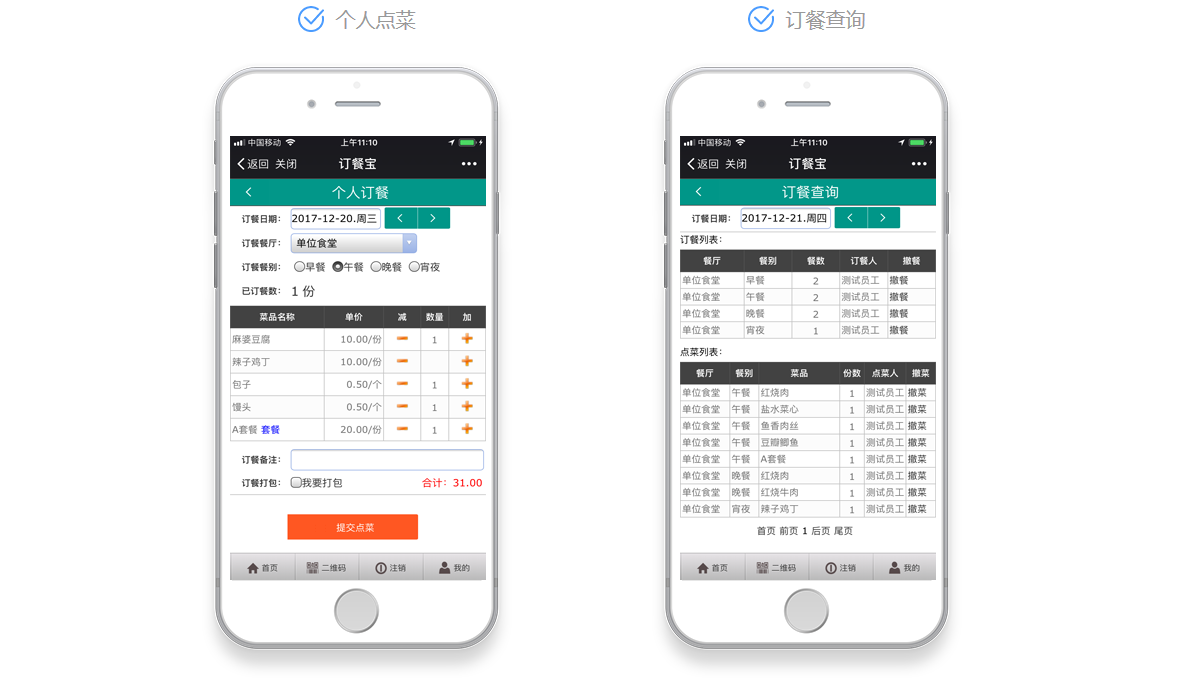 个人点菜
中国移动 上午11:10
返回 关闭 订餐宝
个人订餐
订餐日期: 2017-12-20.周三
订餐餐厅: 单位食堂
订餐餐别: 早餐 午餐 晚餐 宵夜
已订餐数: 1 份
菜品名称 单价 减 数量 加
麻婆豆腐 10.00/份 1
辣子鸡丁 10.00/份
包子 0.50/个 1
馒头 0.50/个 1
A套餐 套餐 20.00/份 1
订餐备注:
订餐打包: 我要打包 合计: 31.00
提交点菜
首页 二维码 注销 我的
订餐查询
中国移动 上午11:10
返回 关闭 订餐宝
订餐查询
订餐日期: 2017-12-21.周四
订餐列表:
餐厅 餐别 餐数 订餐人 撤餐
单位食堂 早餐 2 测试员工 撤餐
单位食堂 午餐 2 测试员工 撤餐
单位食堂 晚餐 2 测试员工 撤餐
单位食堂 宵夜 1 测试员工 撤餐
点菜列表:
餐厅 餐别 菜品 份数 点菜人 撤菜
单位食堂 午餐 红烧肉 1 测试员工 撤菜
单位食堂 午餐 盐水菜心 1 测试员工 撤菜
单位食堂 午餐 鱼香肉丝 1 测试员工 撤菜
单位食堂 午餐 豆瓣鲫鱼 1 测试员工 撤菜
单位食堂 午餐 A套餐 1 测试员工 撤菜
单位食堂 晚餐 红烧肉 1 测试员工 撤菜
单位食堂 晚餐 红烧牛肉 1 测试员工 撤菜
单位食堂 宵夜 辣子鸡丁 1 测试员工 撤菜
首页 前页 1 后页 尾页
首页 二维码 注销 我的